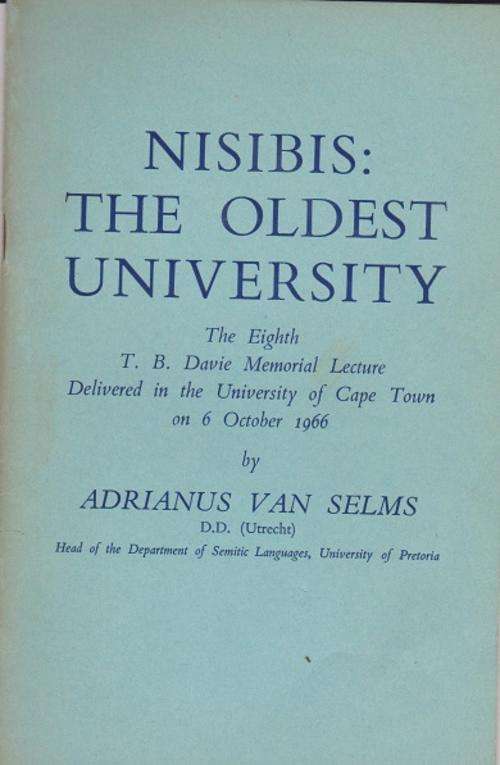 NISIBIS:
THE OLDEST
UNIVERSITY
The Eighth
T. B. Davie Memorial Lecture
Delivered in the University of Cape Town
on 6 October 1966
by
ADRIANUS VAN SELMS
D.D. (Utrecht)
Head of the Department of Semitic Languages, University of Pretoria